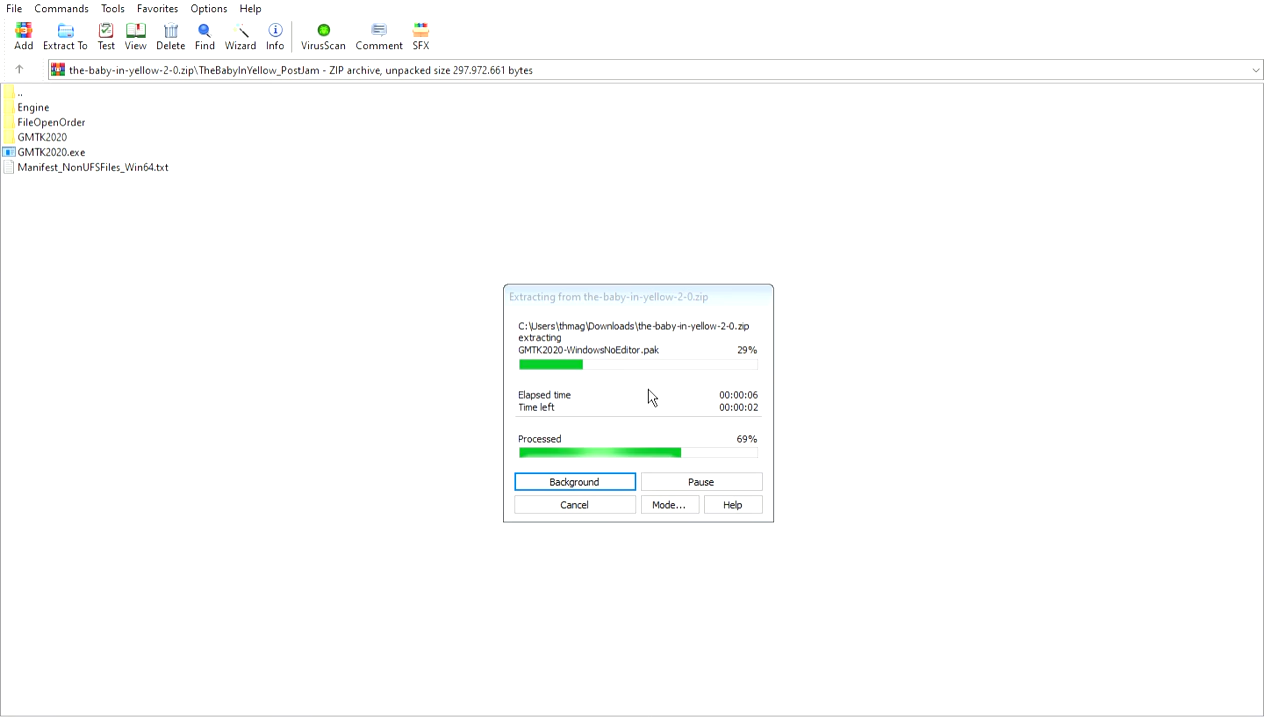 File Commands Tools Favorites Options Help
Add Extract To Test View Delete Find Wizard Info VirusScan Comment SFX
the-baby-in-yellow-2-0.zip\TheBabyInYellow_PostJam - ZIP archive, unpacked size 297.972.661 bytes
..
Engine
FileOpenOrder
GMTK2020
GMTK2020.exe
Manifest_NonUFSFiles_Win64.txt
Extracting from the-baby-in-yellow-2-0.zip
C:\Users\thmag\Downloads\the-baby-in-yellow-2-0.zip
extracting
GMTK2020-WindowsNoEditor.pak 29%
Elapsed time 00:00:06
Time left 00:00:02
Processed 69%
Background Pause
Cancel Mode... Help